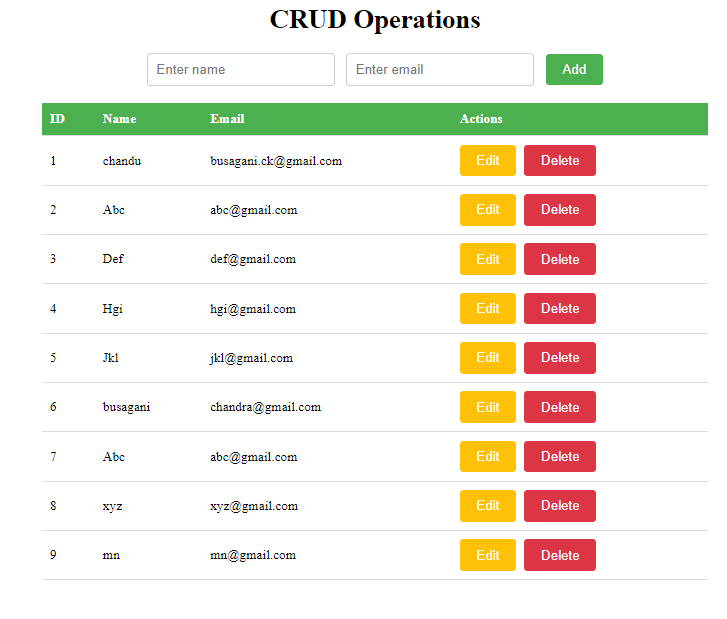 CRUD Operations
Enter name Enter email Add
ID Name Email Actions
1 chandu busagani.ck@gmail.com Edit Delete
2 Abc abc@gmail.com Edit Delete
3 Def def@gmail.com Edit Delete
4 Hgi hgi@gmail.com Edit Delete
5 Jkl jkl@gmail.com Edit Delete
6 busagani chandra@gmail.com Edit Delete
7 Abc abc@gmail.com Edit Delete
8 xyz xyz@gmail.com Edit Delete
9 mn mn@gmail.com Edit Delete